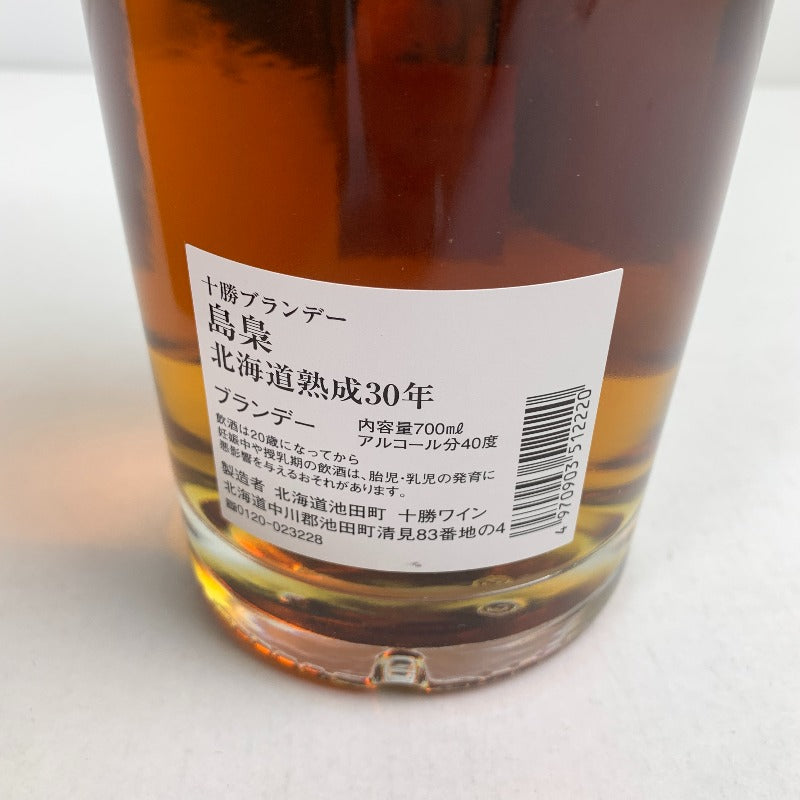 十勝ブランデー
島梟
北海道熟成30年
ブランデー
内容量700㎖
アルコール分40度
飲酒は20歳になってから
妊娠中や授乳期の飲酒は、胎児・乳児の発育に
悪影響を与えるおそれがあります。
製造者 北海道池田町 十勝ワイン
北海道中川郡池田町清見83番地の4
☎0120-023228
4 970903 512220